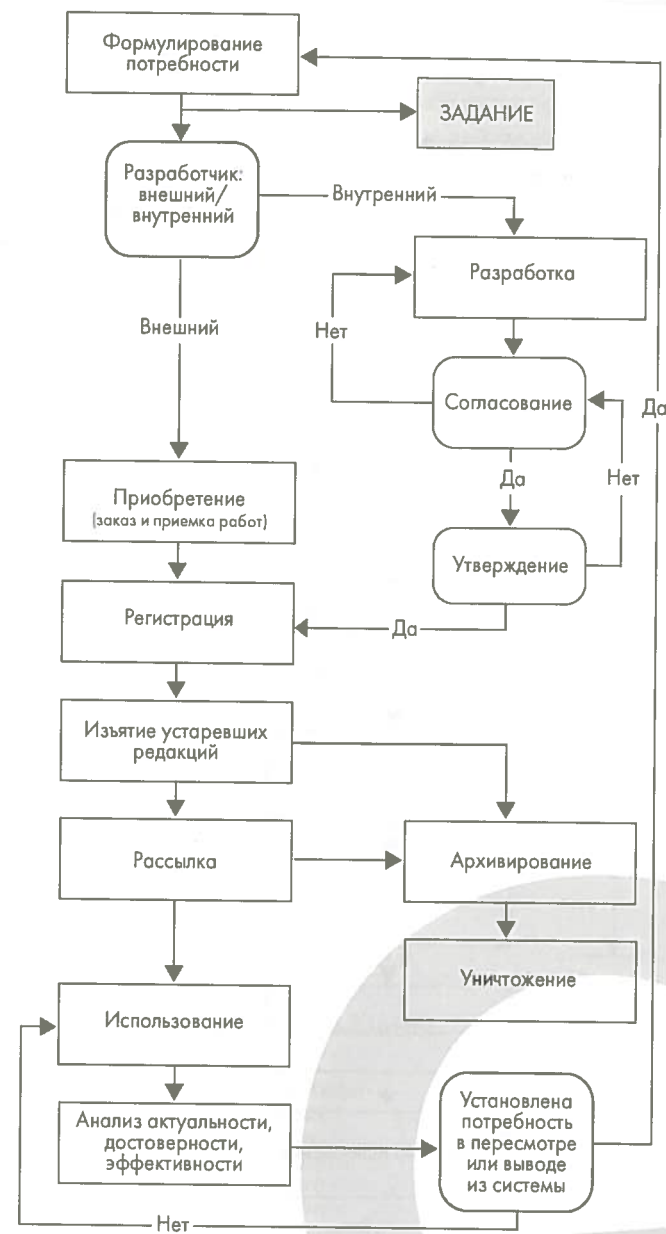 Формулирование
потребности
ЗАДАНИЕ
Разработчик:
внешний/
внутренний
Внутренний
Разработка
Внешний
Нет
Согласование
Да
Да
Нет
Приобретение
(заказ и приемка работ)
Утверждение
Регистрация
Да
Изъятие устаревших
редакций
Рассылка
Архивирование
Уничтожение
Использование
Анализ актуальности,
достоверности,
эффективности
Установлена
потребность
в пересмотре
или выводе
из системы
Нет